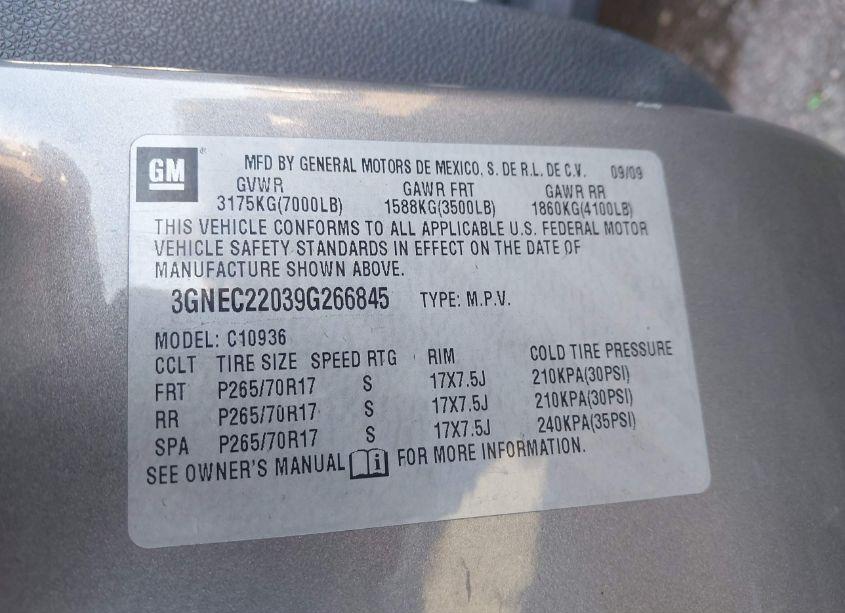 GM® MFD BY GENERAL MOTORS DE MEXICO, S. DE R.L. DE C.V. 09/09
GVWR GAWR FRT GAWR RR
3175KG(7000LB) 1588KG(3500LB) 1860KG(4100LB)
THIS VEHICLE CONFORMS TO ALL APPLICABLE U.S. FEDERAL MOTOR
VEHICLE SAFETY STANDARDS IN EFFECT ON THE DATE OF
MANUFACTURE SHOWN ABOVE.
3GNEC22039G266845 TYPE: M.P.V.
MODEL: C10936
CCLT TIRE SIZE SPEED RTG RIM COLD TIRE PRESSURE
FRT P265/70R17 S 17X7.5J 210KPA(30PSI)
RR P265/70R17 S 17X7.5J 210KPA(30PSI)
SPA P265/70R17 S 17X7.5J 240KPA(35PSI)
SEE OWNER'S MANUAL i FOR MORE INFORMATION.